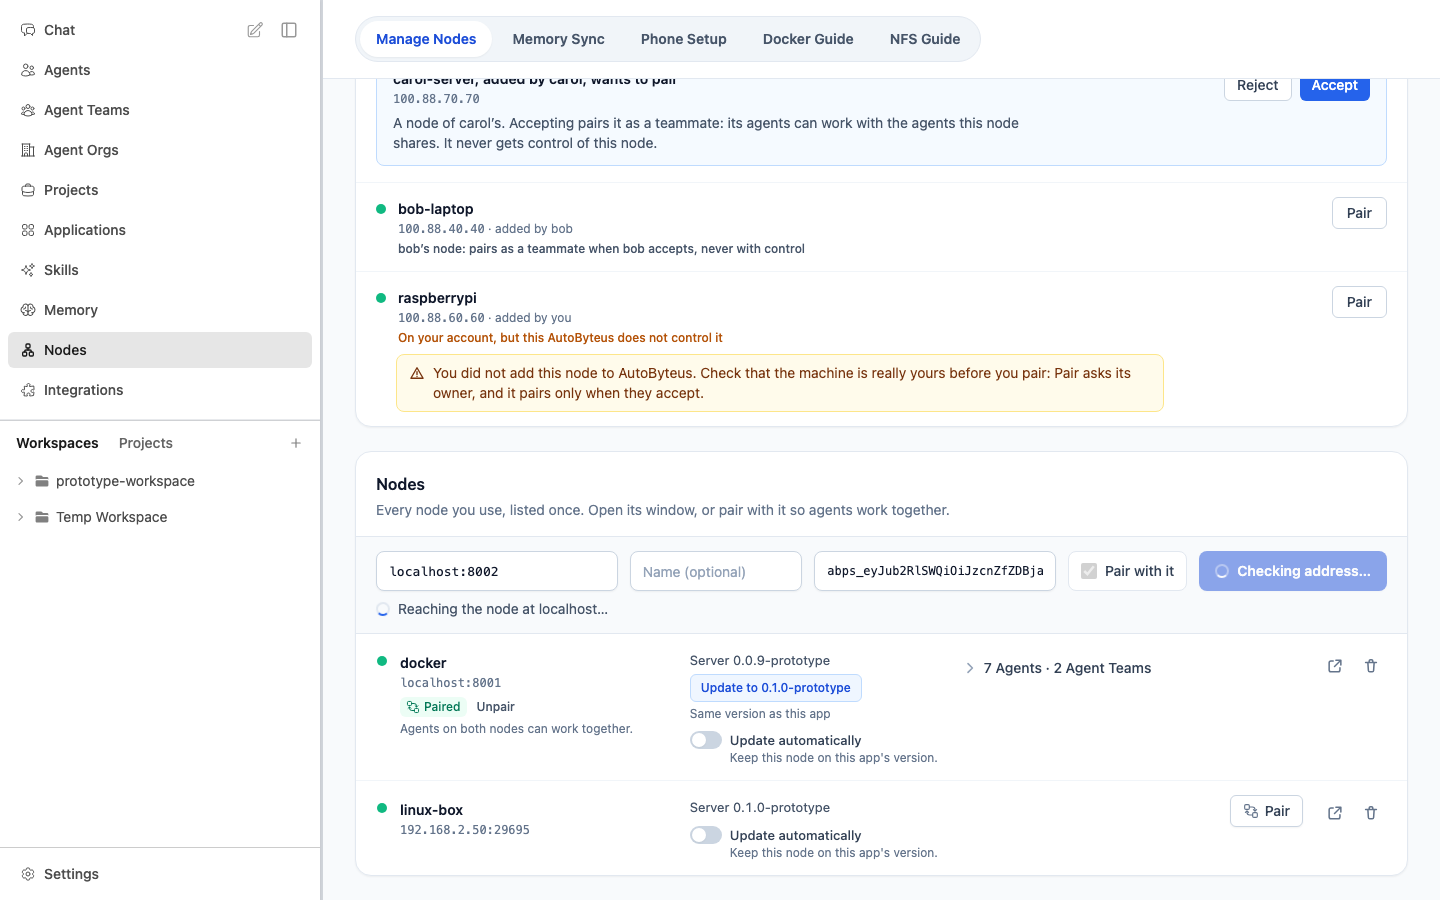 Chat
Agents
Agent Teams
Agent Orgs
Projects
Applications
Skills
Memory
Nodes
Integrations
Workspaces Projects
prototype-workspace
Temp Workspace
Settings
Manage Nodes Memory Sync Phone Setup Docker Guide NFS Guide
carol-server, added by carol, wants to pair
100.88.70.70
Reject Accept
A node of carol’s. Accepting pairs it as a teammate: its agents can work with the agents this node
shares. It never gets control of this node.
bob-laptop
100.88.40.40 · added by bob
bob’s node: pairs as a teammate when bob accepts, never with control
Pair
raspberrypi
100.88.60.60 · added by you
On your account, but this AutoByteus does not control it
Pair
You did not add this node to AutoByteus. Check that the machine is really yours before you pair: Pair asks its
owner, and it pairs only when they accept.
Nodes
Every node you use, listed once. Open its window, or pair with it so agents work together.
localhost:8002 Name (optional) abps_eyJub2RlSWQiOiJzcnZfZDBja Pair with it Checking address...
Reaching the node at localhost...
docker
localhost:8001
Paired Unpair
Agents on both nodes can work together.
Server 0.0.9-prototype
Update to 0.1.0-prototype
Same version as this app
Update automatically
Keep this node on this app's version.
7 Agents · 2 Agent Teams
linux-box
192.168.2.50:29695
Server 0.1.0-prototype
Update automatically
Keep this node on this app's version.
Pair